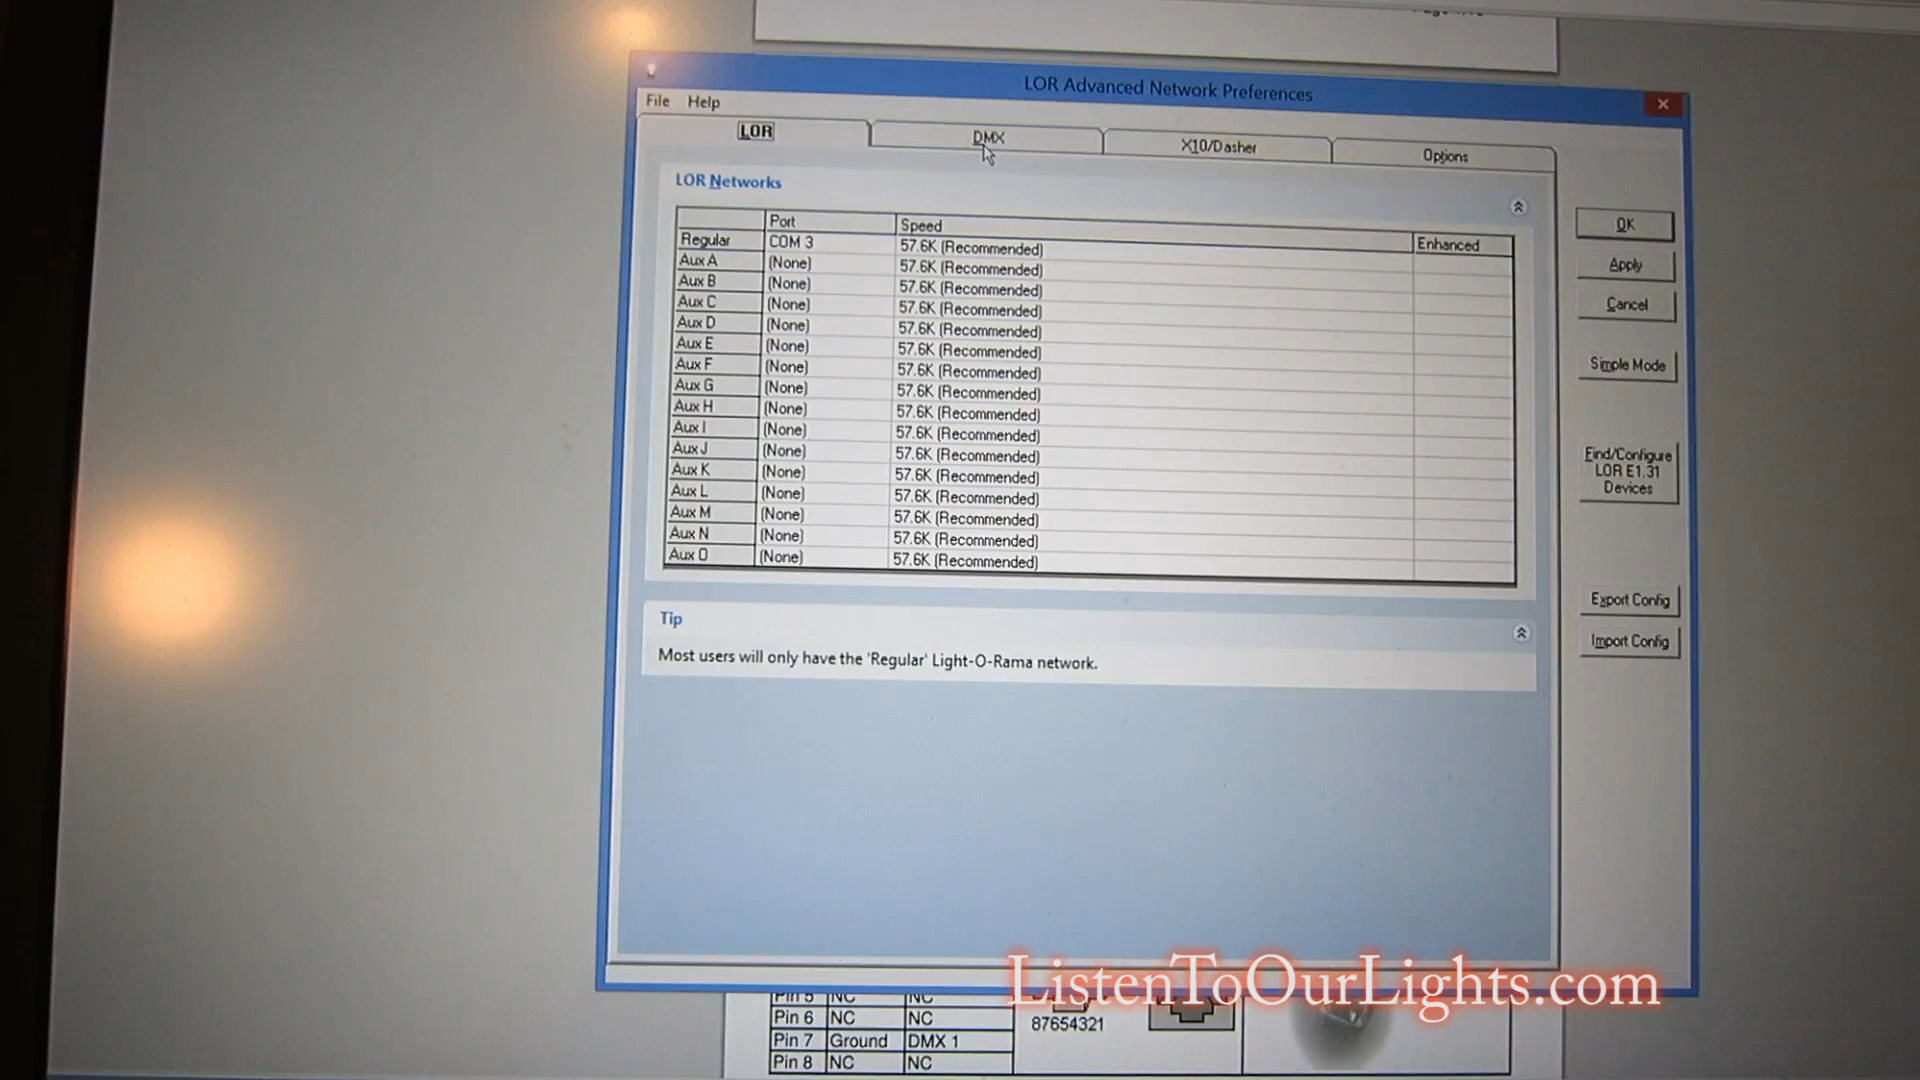 LOR Advanced Network Preferences
File Help
LOR DMX X10/Dasher Options
LOR Networks
Port Speed Enhanced
Regular COM 3 57.6K (Recommended)
Aux A (None) 57.6K (Recommended)
Aux B (None) 57.6K (Recommended)
Aux C (None) 57.6K (Recommended)
Aux D (None) 57.6K (Recommended)
Aux E (None) 57.6K (Recommended)
Aux F (None) 57.6K (Recommended)
Aux G (None) 57.6K (Recommended)
Aux H (None) 57.6K (Recommended)
Aux I (None) 57.6K (Recommended)
Aux J (None) 57.6K (Recommended)
Aux K (None) 57.6K (Recommended)
Aux L (None) 57.6K (Recommended)
Aux M (None) 57.6K (Recommended)
Aux N (None) 57.6K (Recommended)
Aux O (None) 57.6K (Recommended)
Tip
Most users will only have the 'Regular' Light-O-Rama network.
OK
Apply
Cancel
Simple Mode
Find/Configure
LOR E1.31
Devices
Export Config
Import Config
ListenToOurLights.com
Pin 5 NC NC
Pin 6 NC NC
87654321
Pin 7 Ground DMX 1
Pin 8 NC NC